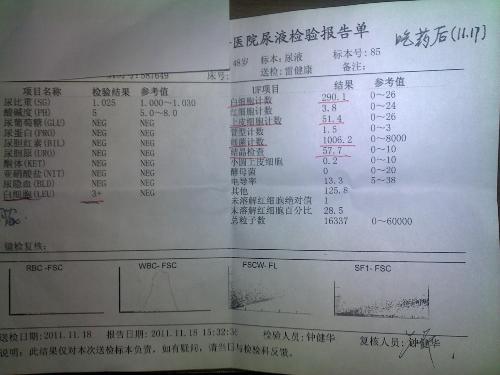 医院尿液检验报告单
吃药后(11.17)
48岁 标本:尿液 标本号:85
送检:雷健康 备注:
587649 床号:
项目名称 检验结果 参考值 UF项目 结果 参考值
尿比重(SG) 1.025 1.000~1.030 白细胞计数 290.1 0~26
酸碱度(PH) 5 5.0~8.0 红细胞计数 3.8 0~24
尿葡萄糖(GLU) NEG NEG 上皮细胞计数 51.4 0~26
尿蛋白(PRO) NEG NEG 管型计数 1.5 0~3
尿胆红素(BIL) NEG NEG 细菌计数 1006.2 0~8000
尿胆原(URO) NEG NEG 结晶检查 57.7 0~10
酮体(KET) NEG NEG 小圆上皮细胞 0.2 0~10
亚硝酸盐(NIT) NEG NEG 酵母菌 0 0~20
尿隐血(BLD) NEG NEG 电导率 13.3 5~38
白细胞(LEU) 3+ NEG 其他 125.8
未溶解红细胞绝对值 1
未溶解红细胞百分比 28.5
总粒子数 16337 0~60000
镜检复核:
RBC -FSC WBC- FSC FSCW- FL SF1- FSC
送检日期:2011.11.18 报告日期:2011.11.18 15:32:36 检验人员:钟健华 复核人员:钟健华
说明:此结果仅对本次送检标本负责,如有疑问,请当日与检验科反馈。